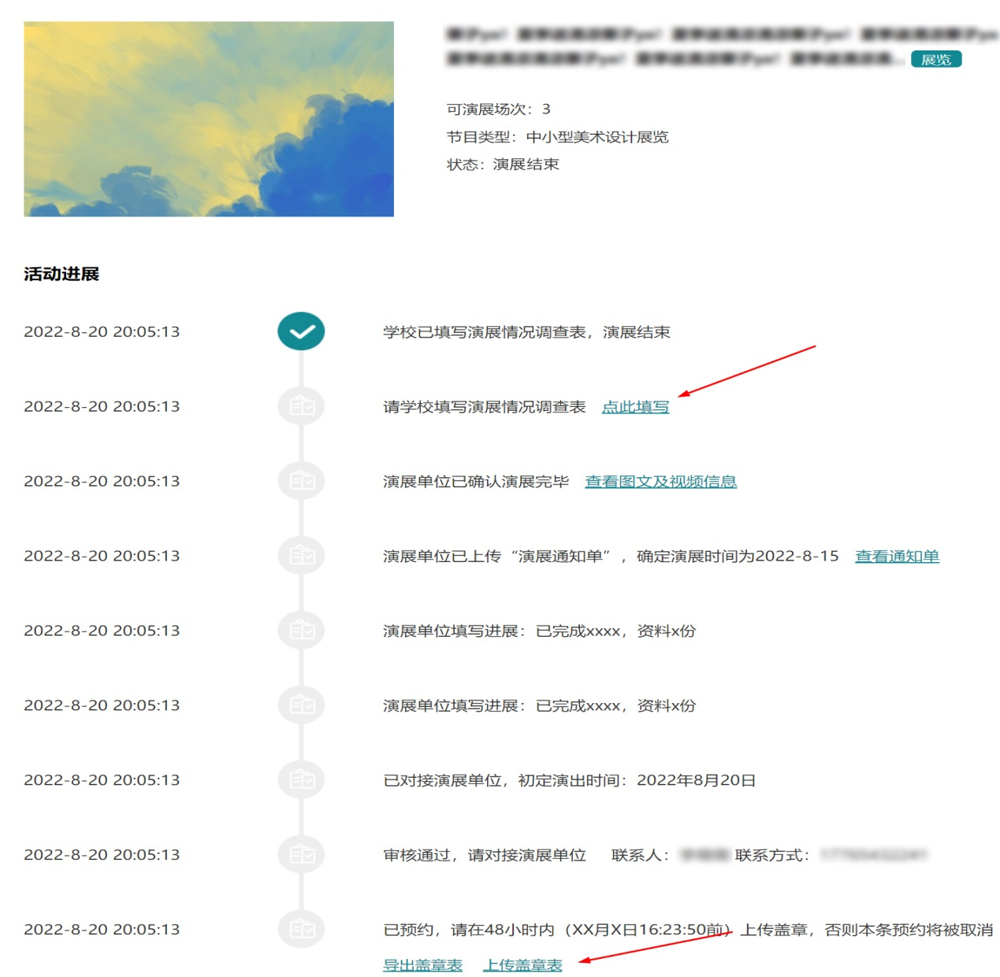 展览
可演展场次：3
节目类型：中小型美术设计展览
状态：演展结束
活动进展
2022-8-20 20:05:13 学校已填写演展情况调查表，演展结束
2022-8-20 20:05:13 请学校填写演展情况调查表 点此填写
2022-8-20 20:05:13 演展单位已确认演展完毕 查看图文及视频信息
2022-8-20 20:05:13 演展单位已上传“演展通知单”，确定演展时间为2022-8-15 查看通知单
2022-8-20 20:05:13 演展单位填写进展：已完成xxxx，资料x份
2022-8-20 20:05:13 演展单位填写进展：已完成xxxx，资料x份
2022-8-20 20:05:13 已对接演展单位，初定演出时间：2022年8月20日
2022-8-20 20:05:13 审核通过，请对接演展单位 联系人： 联系方式：
2022-8-20 20:05:13 已预约，请在48小时内（XX月X日16:23:50前）上传盖章，否则本条预约将被取消
导出盖章表 上传盖章表